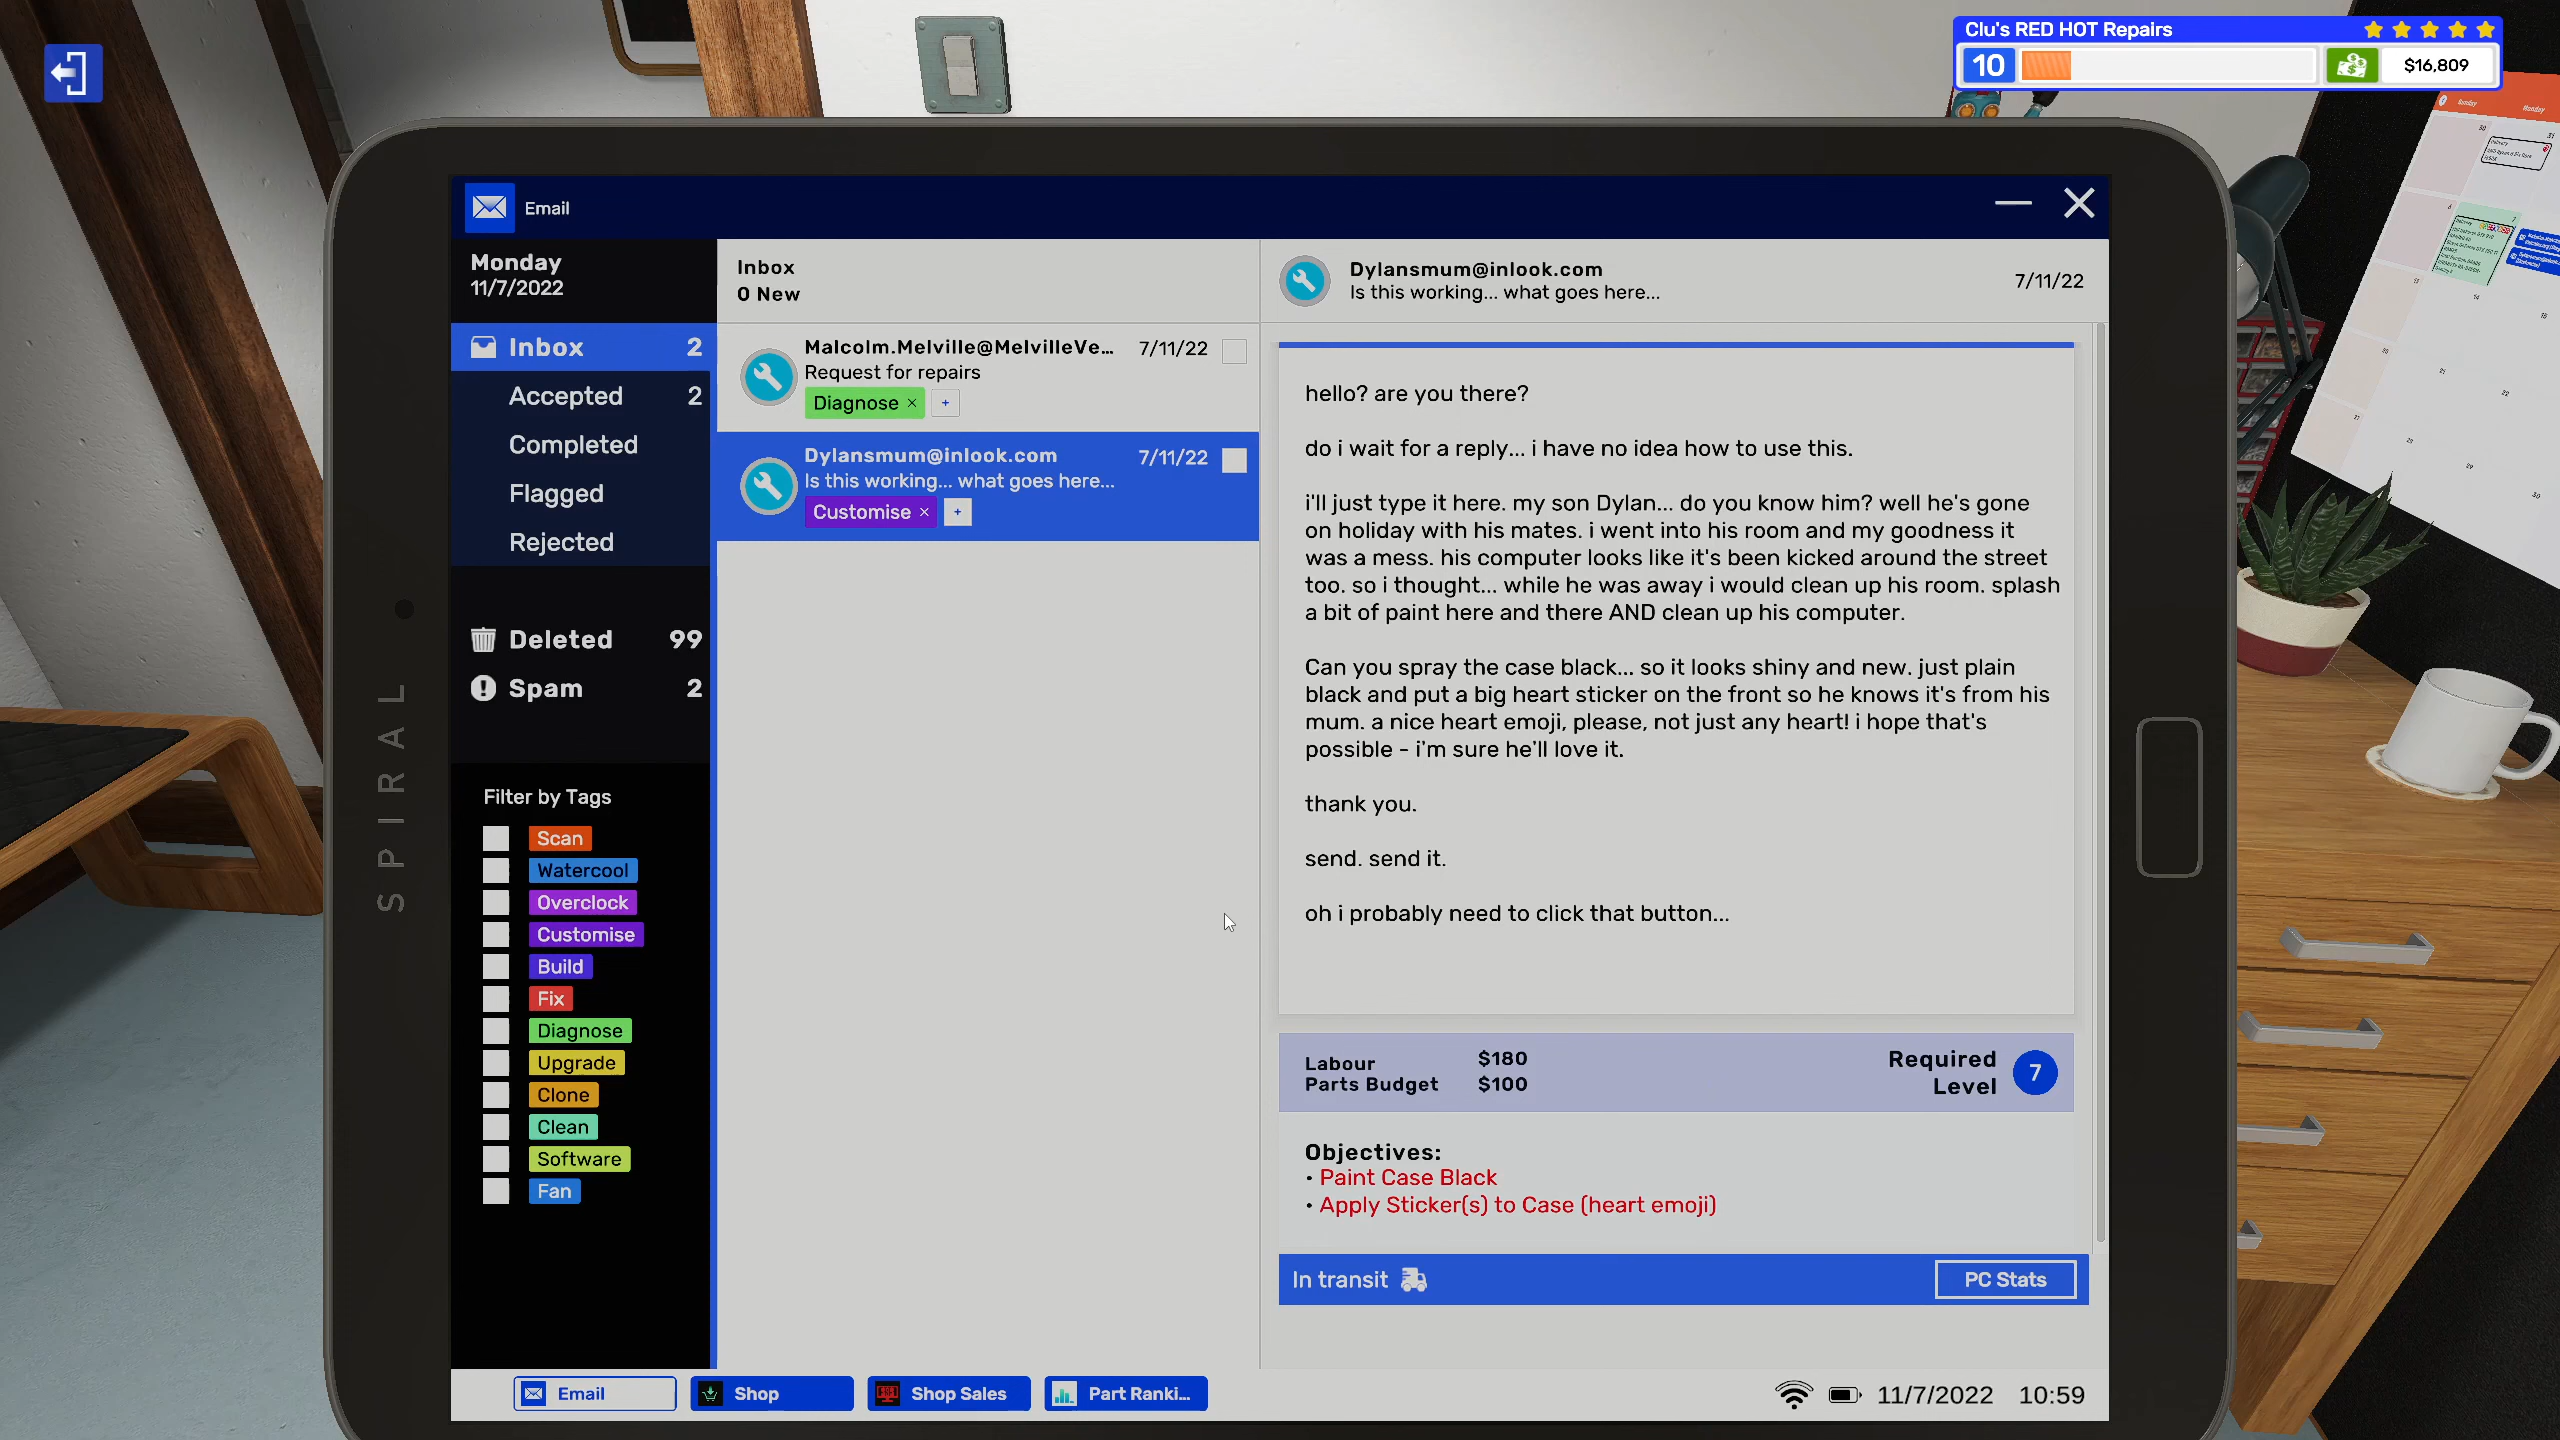 Clu's RED HOT Repairs
10
$16,809
Email
Monday
11/7/2022
Inbox 2
Accepted 2
Completed
Flagged
Rejected
Deleted 99
Spam 2
Filter by Tags
Scan
Watercool
Overclock
Customise
Build
Fix
Diagnose
Upgrade
Clone
Clean
Software
Fan
Inbox
0 New
Malcolm.Melville@MelvilleVe... 7/11/22
Request for repairs
Diagnose × +
Dylansmum@inlook.com 7/11/22
Is this working... what goes here...
Customise × +
Dylansmum@inlook.com
Is this working... what goes here...
7/11/22
hello? are you there?
do i wait for a reply... i have no idea how to use this.
i'll just type it here. my son Dylan... do you know him? well he's gone
on holiday with his mates. i went into his room and my goodness it
was a mess. his computer looks like it's been kicked around the street
too. so i thought... while he was away i would clean up his room. splash
a bit of paint here and there AND clean up his computer.
Can you spray the case black... so it looks shiny and new. just plain
black and put a big heart sticker on the front so he knows it's from his
mum. a nice heart emoji, please, not just any heart! i hope that's
possible - i'm sure he'll love it.
thank you.
send. send it.
oh i probably need to click that button...
Labour $180
Parts Budget $100
Required
Level 7
Objectives:
• Paint Case Black
• Apply Sticker(s) to Case (heart emoji)
In transit
PC Stats
Email
Shop
Shop Sales
Part Ranki...
11/7/2022 10:59
SPIRAL
Sunday
Monday